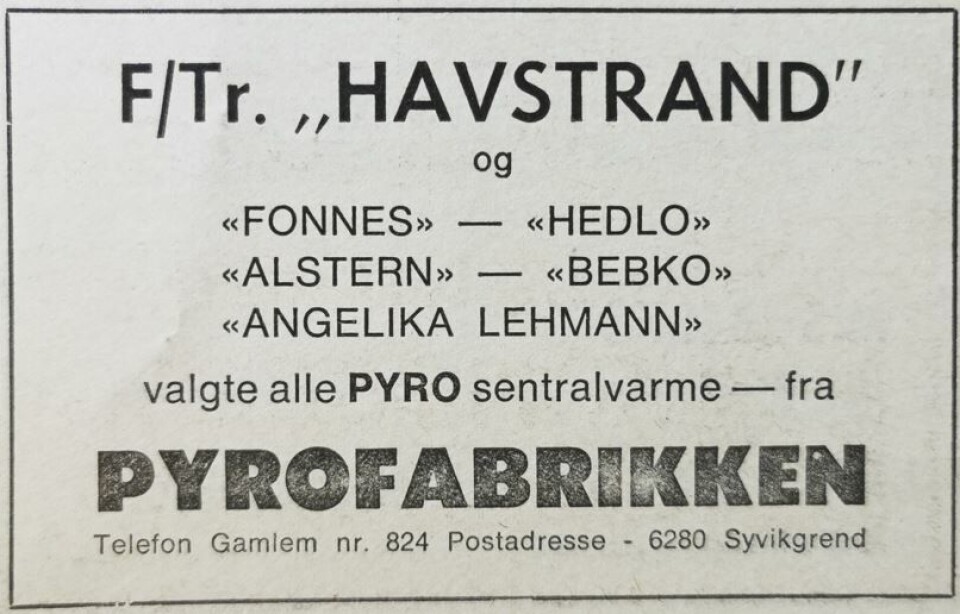 F/Tr. „HAVSTRAND”
og
«FONNES» — «HEDLO»
«ALSTERN» — «BEBKO»
«ANGELIKA LEHMANN»
valgte alle PYRO sentralvarme — fra
PYROFABRIKKEN
Telefon Gamlem nr. 824 Postadresse - 6280 Syvikgrend